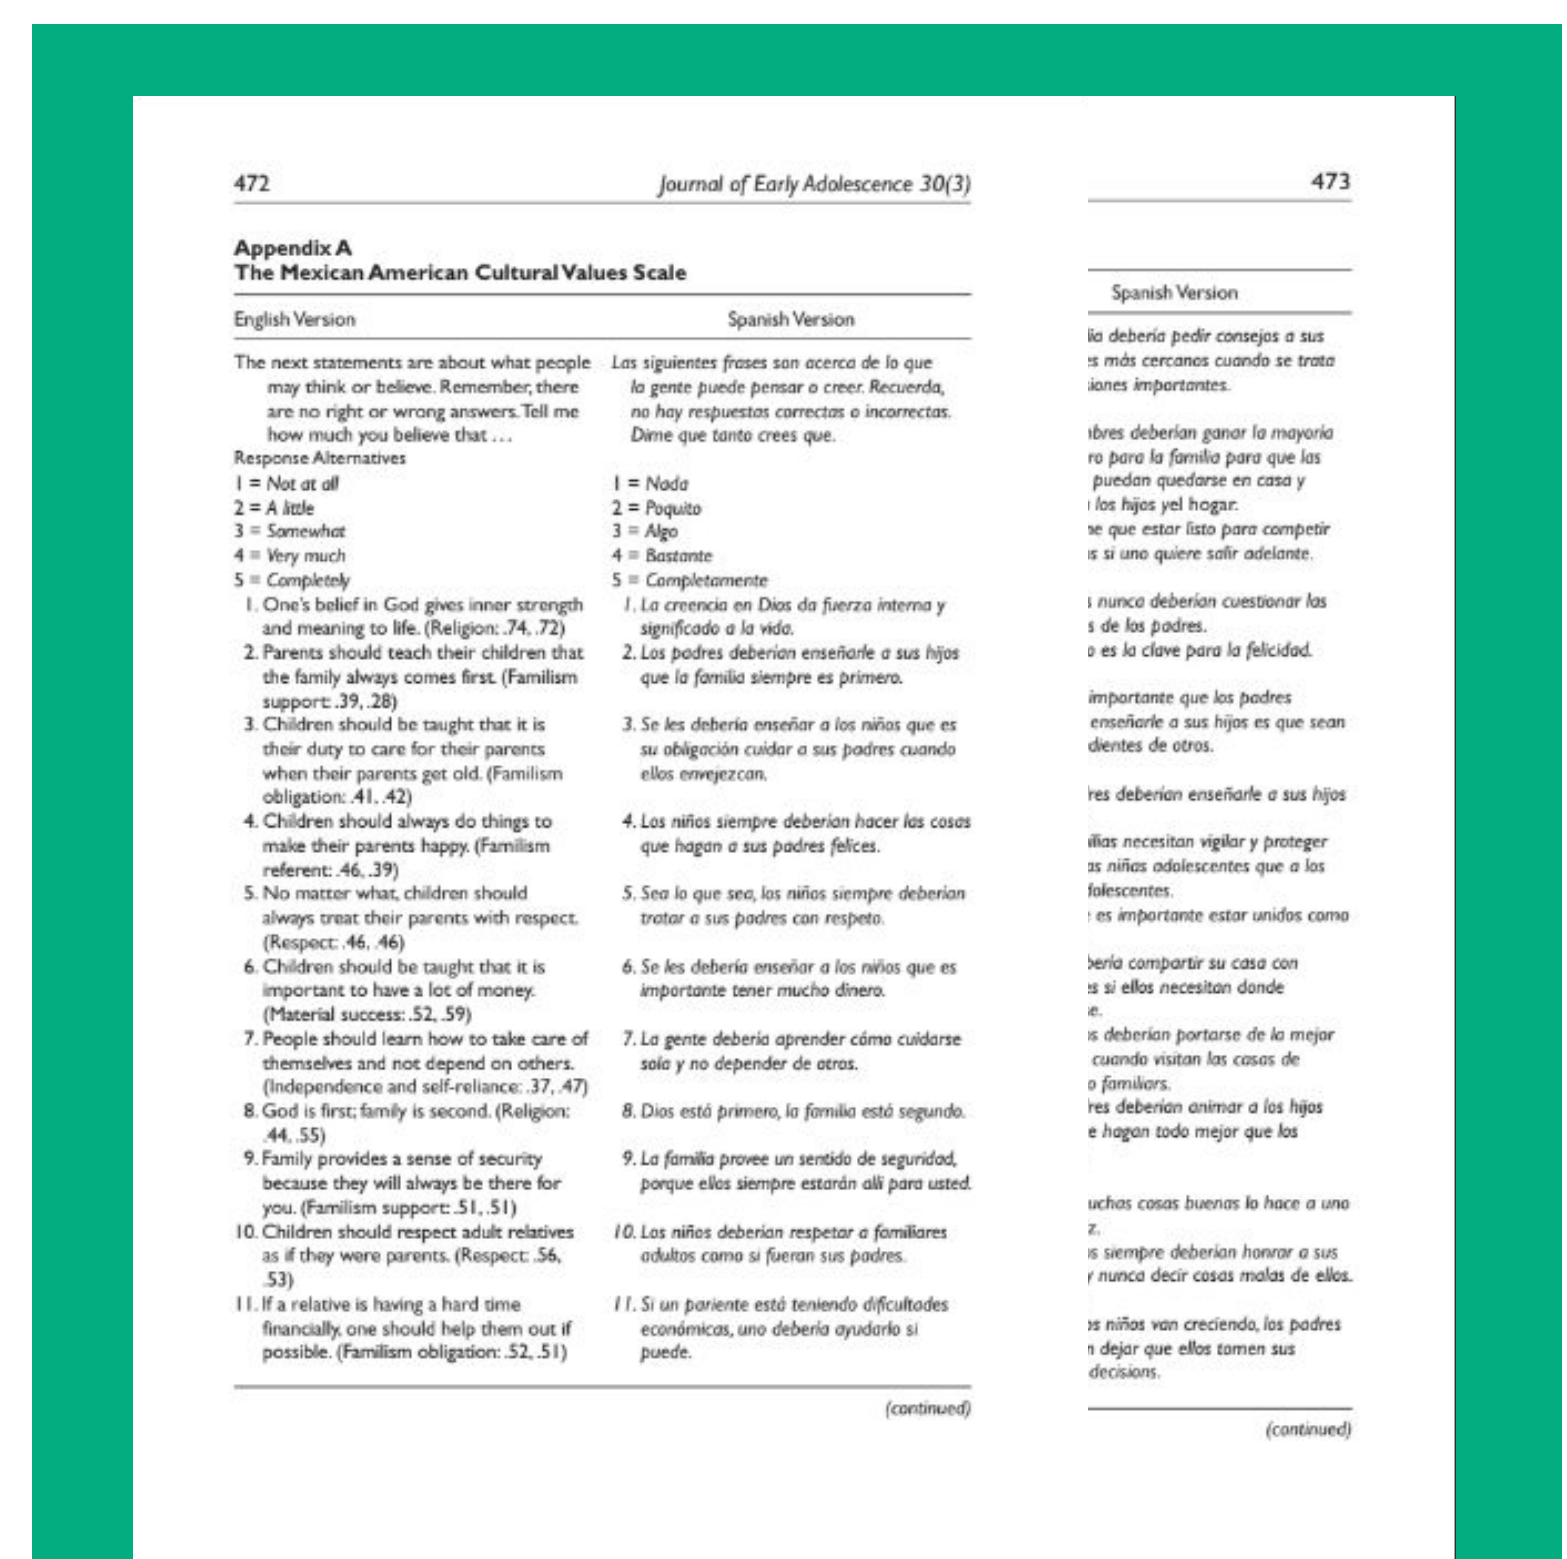 472
Journal of Early Adolescence 30(3)
Appendix A
The Mexican American Cultural Values Scale
English Version
Spanish Version
The next statements are about what people
may think or believe. Remember, there
are no right or wrong answers. Tell me
how much you believe that …
Las siguientes frases son acerca de lo que
la gente puede pensar o creer. Recuerda,
no hay respuestas correctas o incorrectas.
Dime que tanto crees que.
Response Alternatives
1 = Not at all
1 = Nada
2 = A little
2 = Poquito
3 = Somewhat
3 = Algo
4 = Very much
4 = Bastante
5 = Completely
5 = Completamente
1. One's belief in God gives inner strength
and meaning to life. (Religion: .74, .72)
1. La creencia en Dios da fuerza interna y
significado a la vida.
2. Parents should teach their children that
the family always comes first. (Familism
support: .39, .28)
2. Los padres deberían enseñarle a sus hijos
que la familia siempre es primero.
3. Children should be taught that it is
their duty to care for their parents
when their parents get old. (Familism
obligation: .41, .42)
3. Se les debería enseñar a los niños que es
su obligación cuidar a sus padres cuando
ellos envejezcan.
4. Children should always do things to
make their parents happy. (Familism
referent: .46, .39)
4. Los niños siempre deberían hacer las cosas
que hagan a sus padres felices.
5. No matter what, children should
always treat their parents with respect.
(Respect: .46, .46)
5. Sea lo que sea, los niños siempre deberían
tratar a sus padres con respeto.
6. Children should be taught that it is
important to have a lot of money.
(Material success: .52, .59)
6. Se les debería enseñar a los niños que es
importante tener mucho dinero.
7. People should learn how to take care of
themselves and not depend on others.
(Independence and self-reliance: .37, .47)
7. La gente debería aprender cómo cuidarse
sola y no depender de otros.
8. God is first; family is second. (Religion:
.44, .55)
8. Dios está primero, la familia está segundo.
9. Family provides a sense of security
because they will always be there for
you. (Familism support: .51, .51)
9. La familia provee un sentido de seguridad,
porque ellos siempre estarán allí para usted.
10. Children should respect adult relatives
as if they were parents. (Respect: .56,
.53)
10. Los niños deberían respetar a familiares
adultos como si fueran sus padres.
11. If a relative is having a hard time
financially, one should help them out if
possible. (Familism obligation: .52, .51)
11. Si un pariente está teniendo dificultades
económicas, uno debería ayudarlo si
puede.
(continued)
473
Spanish Version
debería pedir consejos a sus
más cercanos cuando se trata
importantes.
deberían ganar la mayoría
para la familia para que las
puedan quedarse en casa y
los hijos yel hogar.
que estar listo para competir
si uno quiere salir adelante.
nunca deberían cuestionar las
de los padres.
es la clave para la felicidad.
importante que los padres
enseñarle a sus hijos es que sean
de otros.
deberían enseñarle a sus hijos
necesitan vigilar y proteger
niñas adolescentes que a los
es importante estar unidos como
compartir su casa con
si ellos necesitan donde
deberían portarse de la mejor
cuando visitan las casas de
familiars.
deberían animar a los hijos
hagan todo mejor que los
cosas buenas lo hace a uno
siempre deberían honrar a sus
y nunca decir cosas malas de ellos.
niños van creciendo, los padres
dejar que ellos tomen sus
decisions.
(continued)